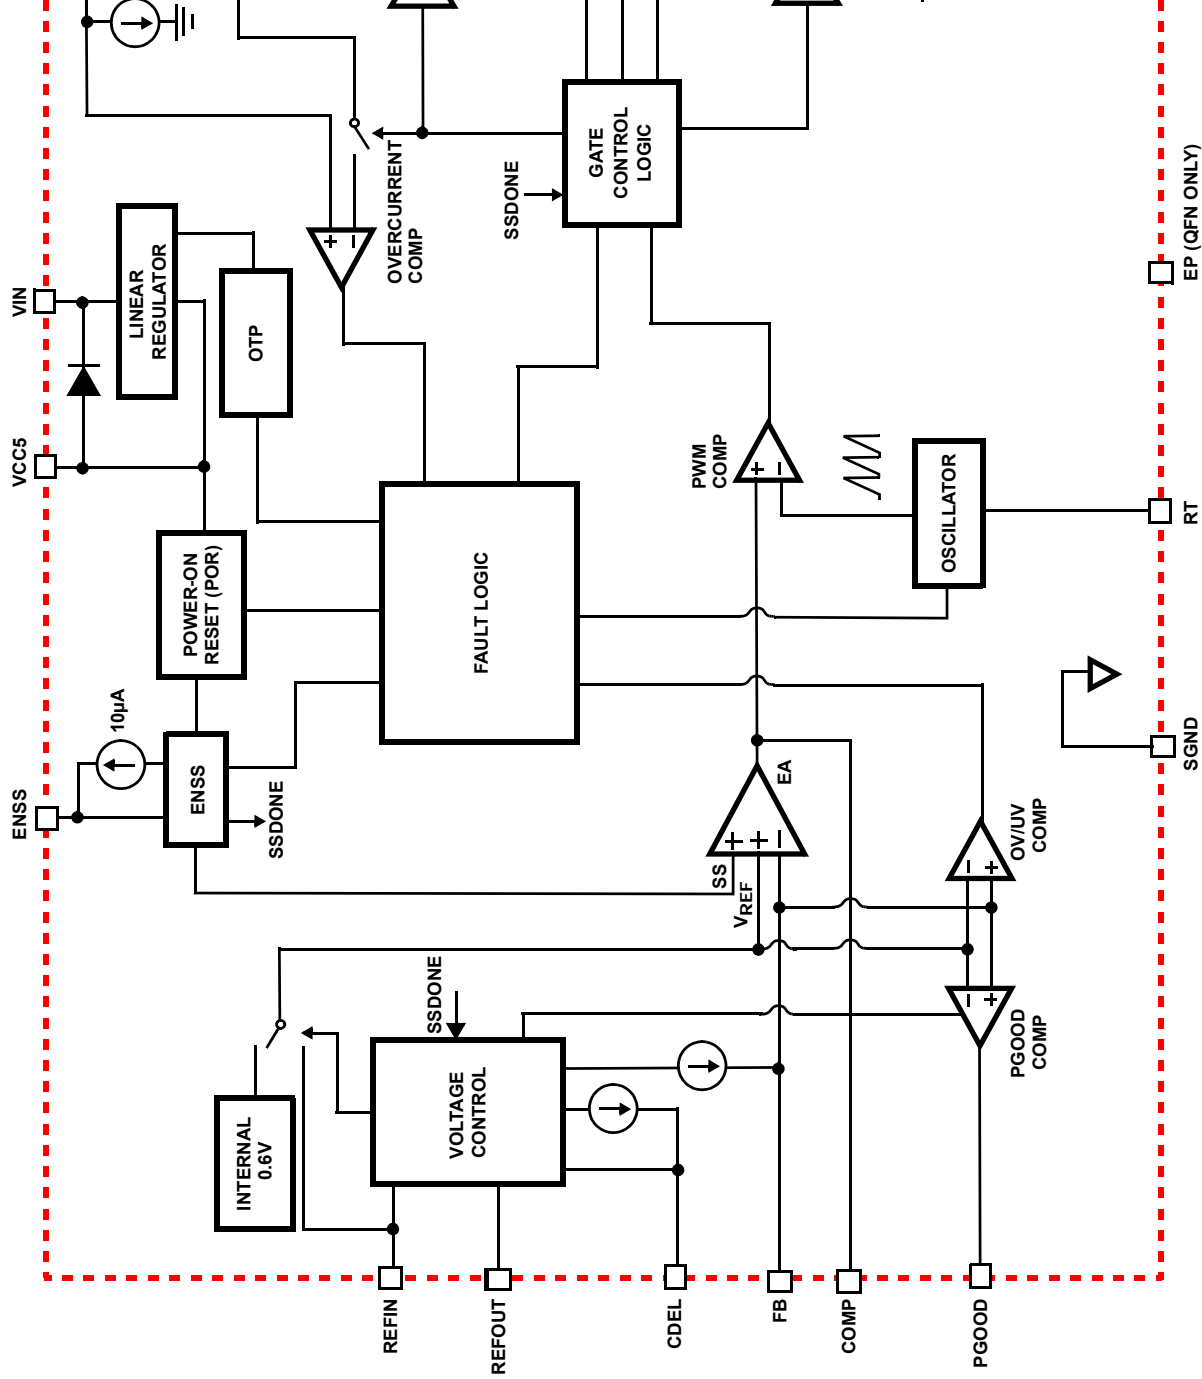 VIN
VCC5
ENSS
LINEAR
REGULATOR
OTP
POWER-ON
RESET (POR)
10µA
ENSS
SSDONE
OVERCURRENT
COMP
SSDONE
GATE
CONTROL
LOGIC
FAULT LOGIC
PWM
COMP
OSCILLATOR
EP (QFN ONLY)
RT
SGND
EA
SS
VREF
OV/UV
COMP
PGOOD
COMP
SSDONE
VOLTAGE
CONTROL
INTERNAL
0.6V
REFIN
REFOUT
CDEL
FB
COMP
PGOOD